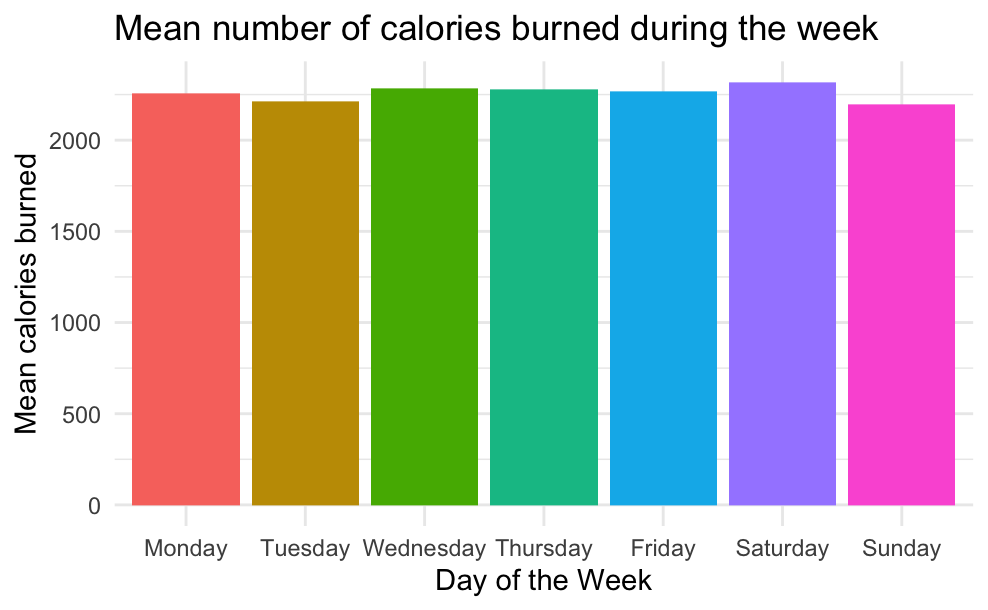 Mean number of calories burned during the week
Mean calories burned
2000
1500
1000
500
0
Monday Tuesday Wednesday Thursday Friday Saturday Sunday
Day of the Week